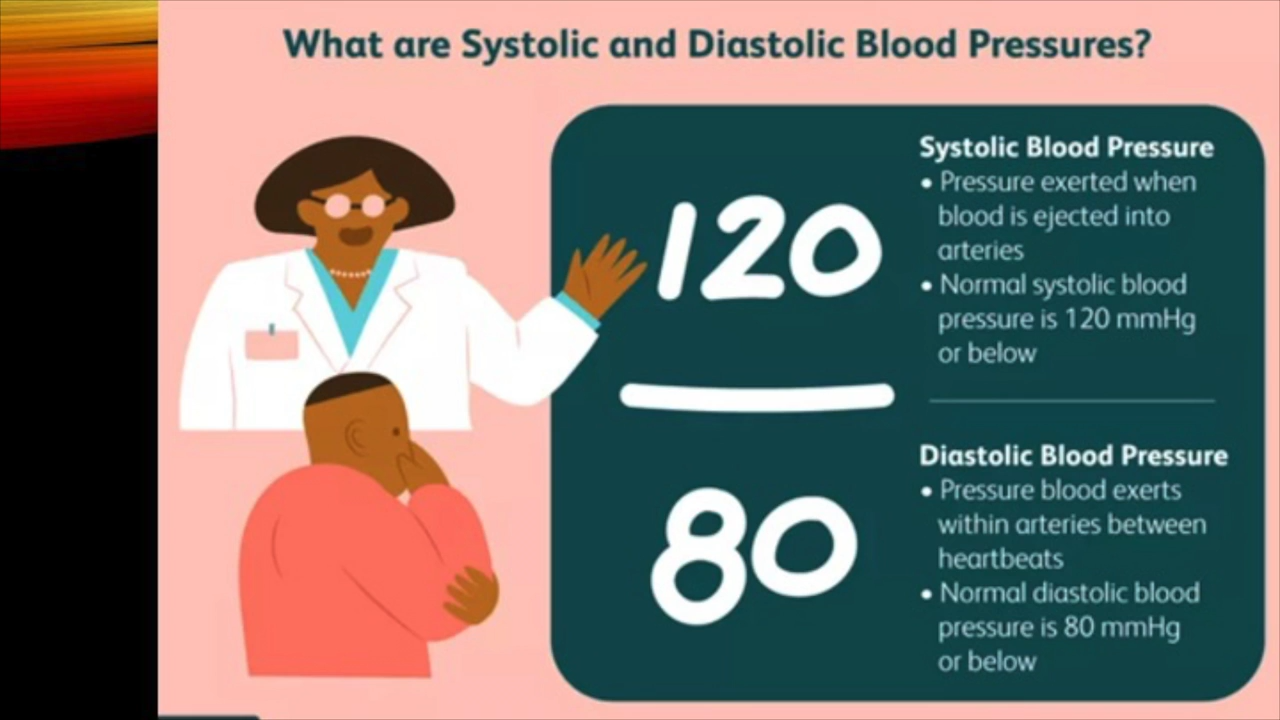 What are Systolic and Diastolic Blood Pressures?
120
80
Systolic Blood Pressure
• Pressure exerted when
blood is ejected into
arteries
• Normal systolic blood
pressure is 120 mmHg
or below
Diastolic Blood Pressure
• Pressure blood exerts
within arteries between
heartbeats
• Normal diastolic blood
pressure is 80 mmHg
or below